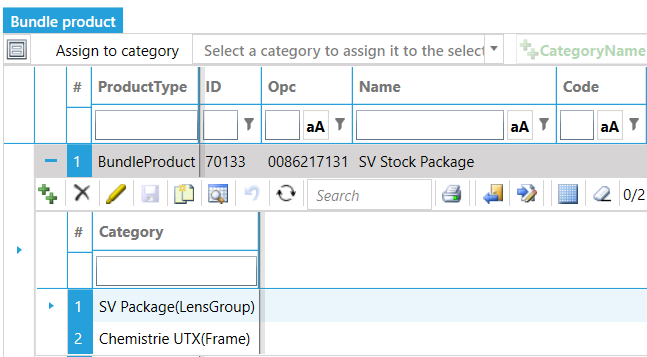 Bundle product
Assign to category Select a category to assign it to the select CategoryName
# ProductType ID Opc Name Code
aA aA aA
1 BundleProduct 70133 0086217131 SV Stock Package
Search 0/2
# Category
1 SV Package(LensGroup)
2 Chemistrie UTX(Frame)